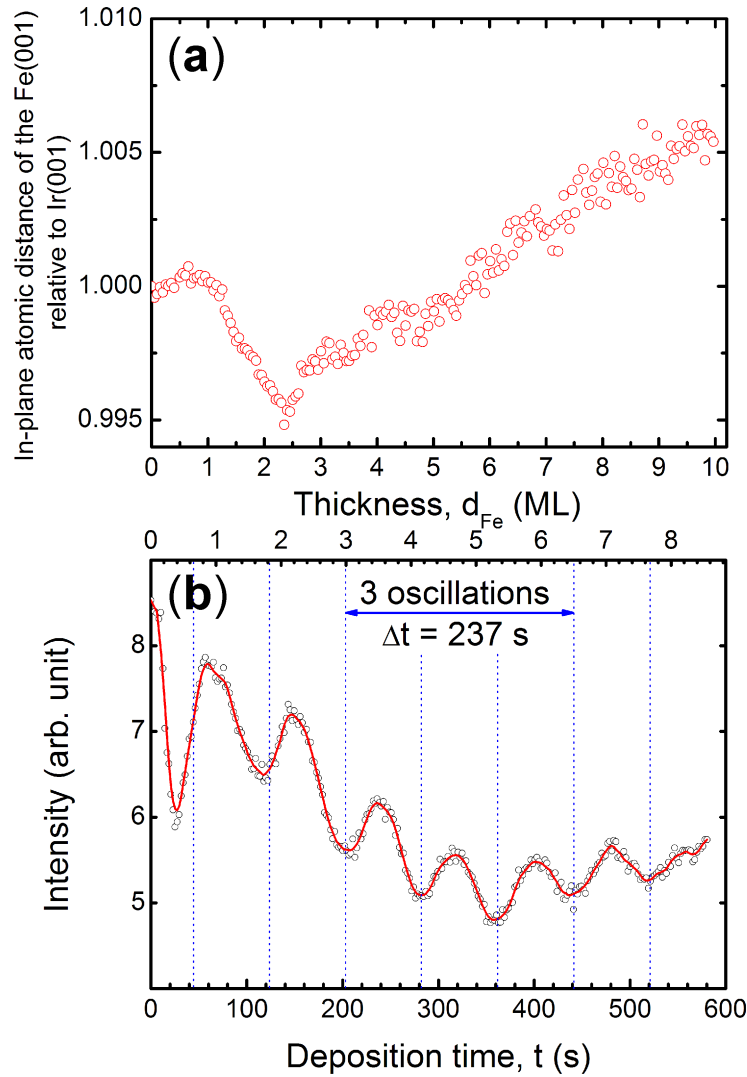 1.010
(a)
1.005
1.000
0.995
In-plane atomic distance of the Fe(001)
relative to Ir(001)
0 1 2 3 4 5 6 7 8 9 10
Thickness, d_Fe (ML)
0 1 2 3 4 5 6 7 8
(b)
3 oscillations
Δt = 237 s
8
7
6
5
Intensity (arb. unit)
0 100 200 300 400 500 600
Deposition time, t (s)